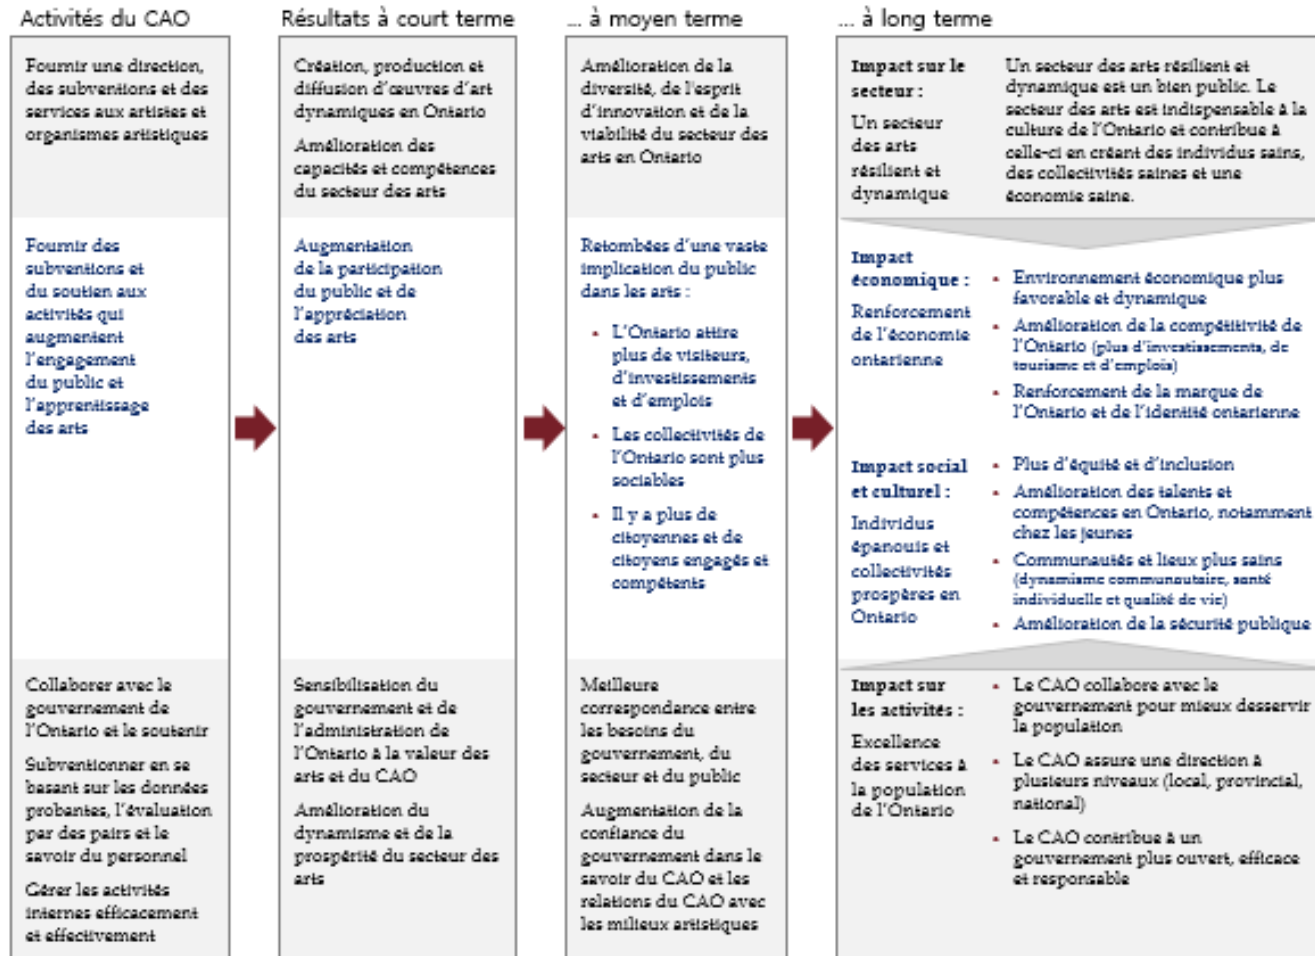 Activités du CAO
Fournir une direction,
des subventions et des
services aux artistes et
organismes artistiques
Fournir des
subventions et
du soutien aux
activités qui
augmentent
l'engagement
du public et
l'apprentissage
des arts
Collaborer avec le
gouvernement de
l'Ontario et le soutenir
Subventionner en se
basant sur les données
probantes, l'évaluation
par des pairs et le
savoir du personnel
Gérer les activités
internes efficacement
et effectivement
Résultats à court terme
Création, production et
diffusion d'œuvres d'art
dynamiques en Ontario
Amélioration des
capacités et compétences
du secteur des arts
Augmentation
de la participation
du public et de
l'appréciation
des arts
Sensibilisation du
gouvernement et de
l'administration de
l'Ontario à la valeur des
arts et du CAO
Amélioration du
dynamisme et de la
prospérité du secteur des
arts
... à moyen terme
Amélioration de la
diversité, de l'esprit
d'innovation et de la
viabilité du secteur des
arts en Ontario
Retombées d'une vaste
implication du public
dans les arts :
• L'Ontario attire
plus de visiteurs,
d'investissements
et d'emplois
• Les collectivités de
l'Ontario sont plus
sociables
• Il y a plus de
citoyennes et de
citoyens engagés et
compétents
Meilleure
correspondance entre
les besoins du
gouvernement, du
secteur et du public
Augmentation de la
confiance du
gouvernement dans le
savoir du CAO et les
relations du CAO avec
les milieux artistiques
... à long terme
Impact sur le
secteur :
Un secteur
des arts
résilient et
dynamique
Un secteur des arts résilient et
dynamique est un bien public. Le
secteur des arts est indispensable à la
culture de l'Ontario et contribue à
celle-ci en créant des individus sains,
des collectivités saines et une
économie saine.
Impact
économique :
Renforcement
de l'économie
ontarienne
• Environnement économique plus
favorable et dynamique
• Amélioration de la compétitivité de
l'Ontario (plus d'investissements, de
tourisme et d'emplois)
• Renforcement de la marque de
l'Ontario et de l'identité ontarienne
Impact social
et culturel :
Individus
épanouis et
collectivités
prospères en
Ontario
• Plus d'équité et d'inclusion
• Amélioration des talents et
compétences en Ontario, notamment
chez les jeunes
• Communautés et lieux plus sains
(dynamisme communautaire, santé
individuelle et qualité de vie)
• Amélioration de la sécurité publique
Impact sur
les activités :
Excellence
des services à
la population
de l'Ontario
• Le CAO collabore avec le
gouvernement pour mieux desservir
la population
• Le CAO assure une direction à
plusieurs niveaux (local, provincial,
national)
• Le CAO contribue à un
gouvernement plus ouvert, efficace
et responsable